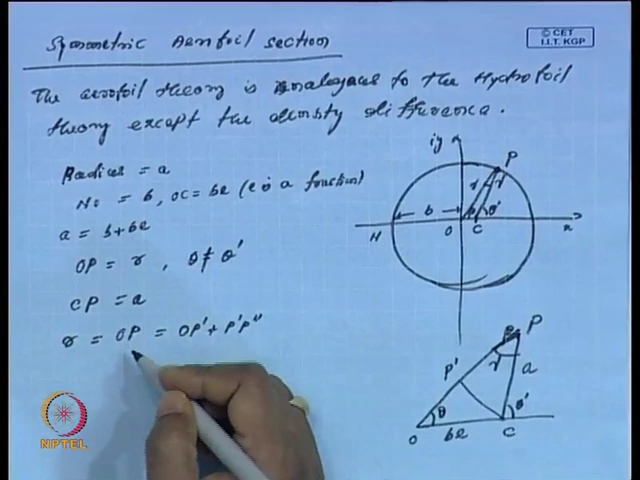 Symmetric Aerofoil section
© CET
I.I.T. KGP
The aerofoil theory is analogous to the Hydrofoil
theory except the density difference.
Radius = a
HO = b, OC = be (e is a fraction)
a = b+be
OP = r, θ ≠ θ'
CP = a
r = OP = OP' + P'P"
iy
P
r
γ
b
θ
θ'
H
O
C
x
P
P'
γ
a
θ
θ'
O
be
C
NPTEL